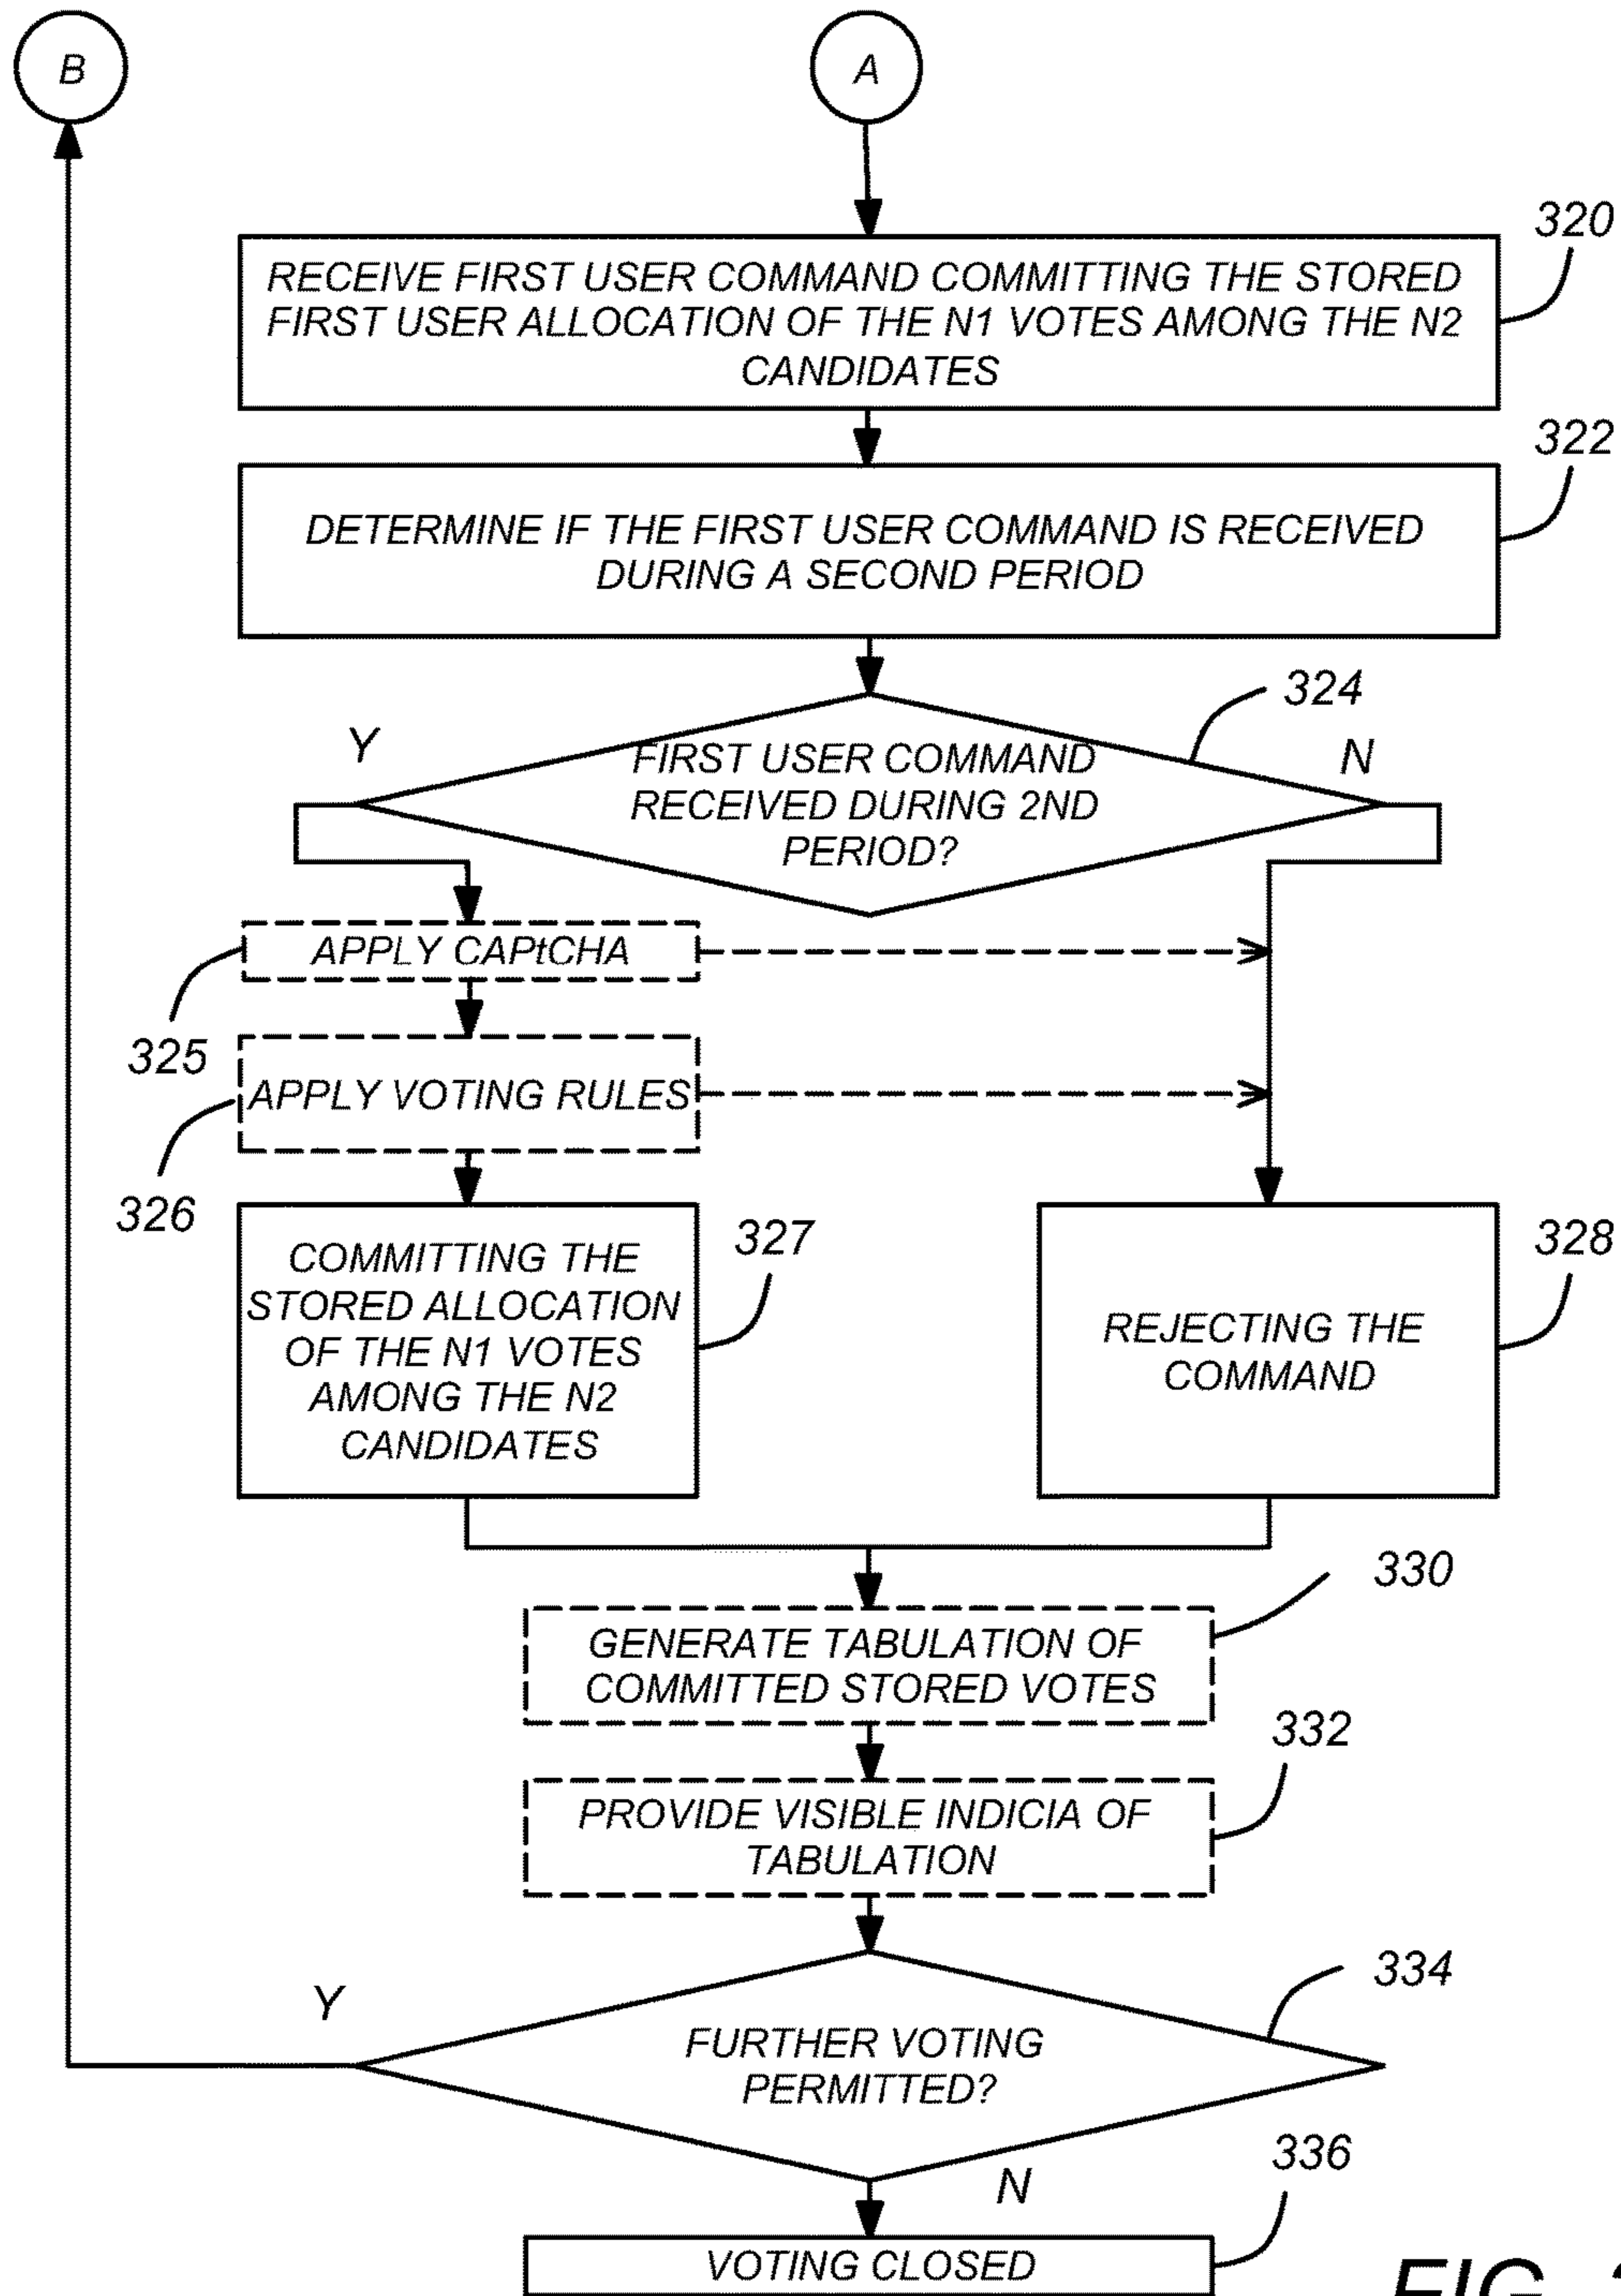 B
A
320
RECEIVE FIRST USER COMMAND COMMITTING THE STORED
FIRST USER ALLOCATION OF THE N1 VOTES AMONG THE N2
CANDIDATES
322
DETERMINE IF THE FIRST USER COMMAND IS RECEIVED
DURING A SECOND PERIOD
324
Y
N
FIRST USER COMMAND
RECEIVED DURING 2ND
PERIOD?
APPLY CAPtCHA
325
APPLY VOTING RULES
326
327
COMMITTING THE
STORED ALLOCATION
OF THE N1 VOTES
AMONG THE N2
CANDIDATES
328
REJECTING THE
COMMAND
330
GENERATE TABULATION OF
COMMITTED STORED VOTES
332
PROVIDE VISIBLE INDICIA OF
TABULATION
334
Y
FURTHER VOTING
PERMITTED?
N
336
VOTING CLOSED
FIG.